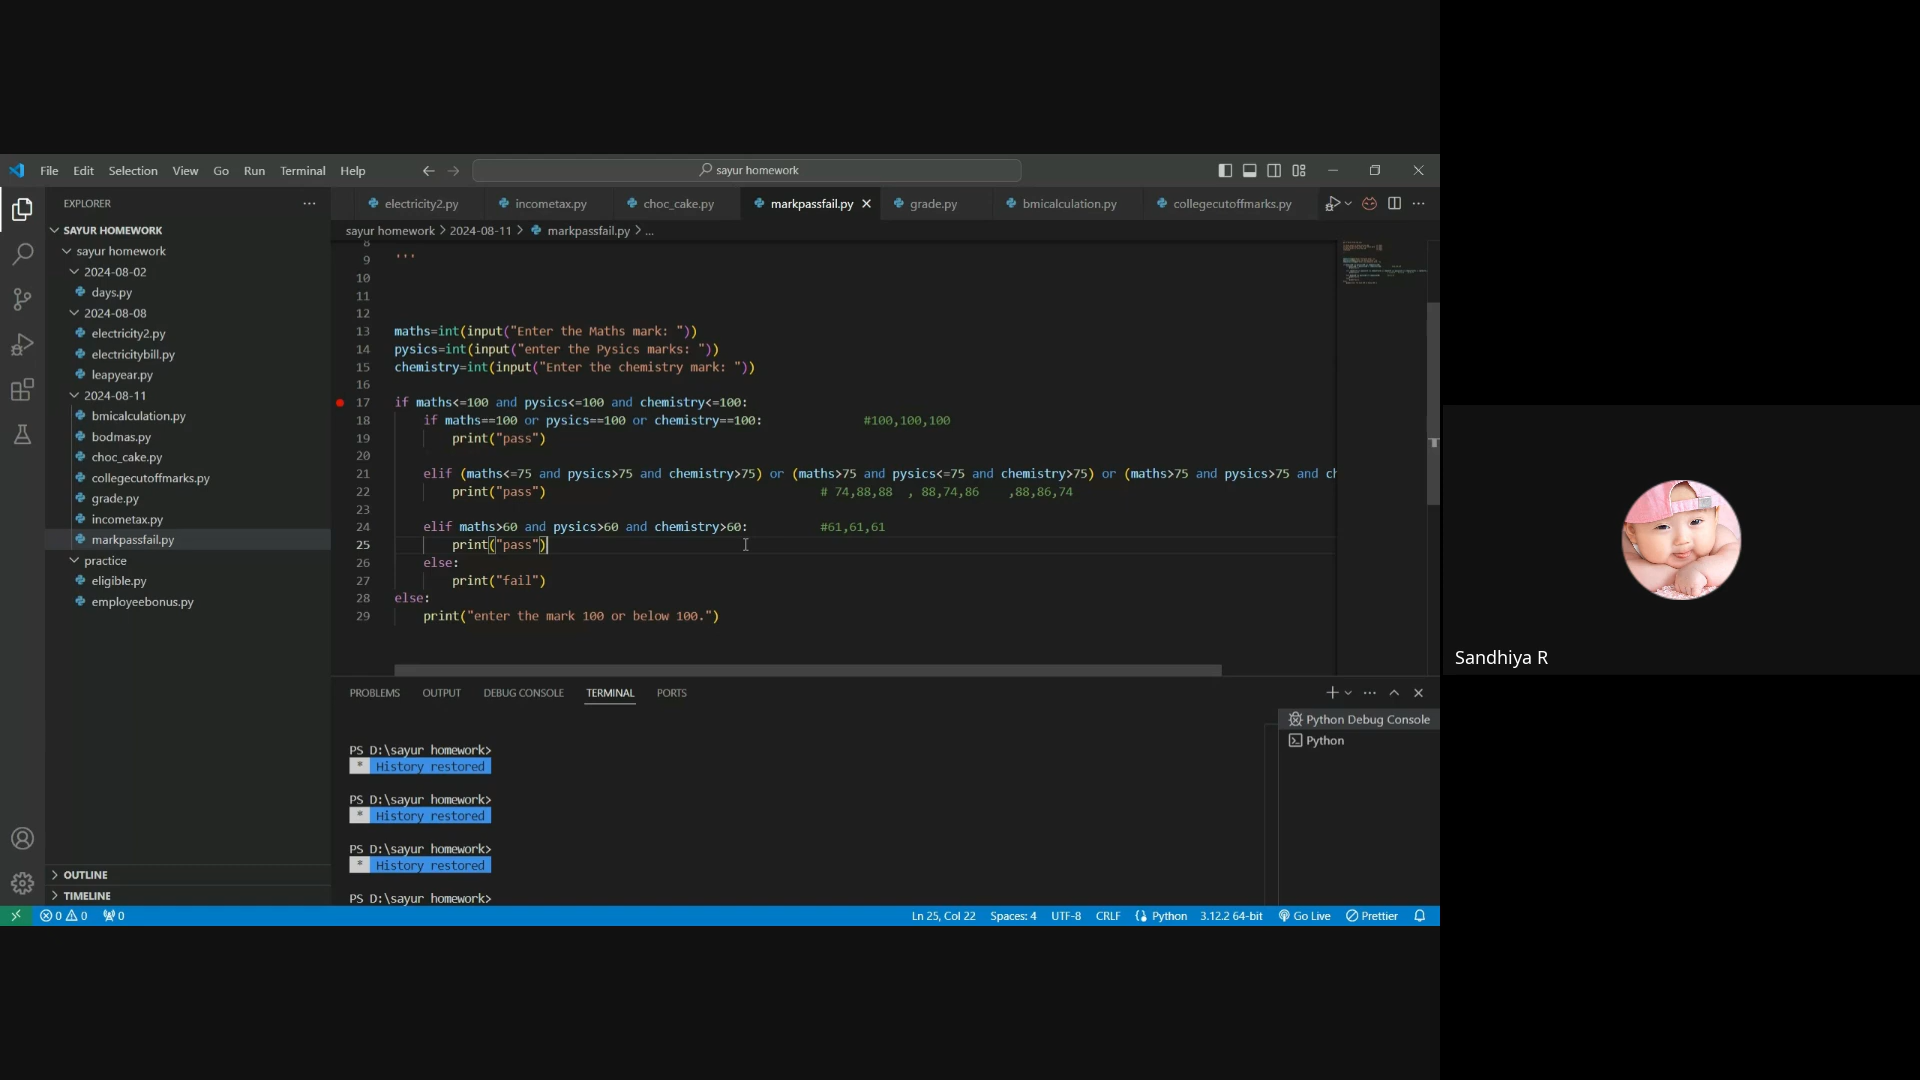 File Edit Selection View Go Run Terminal Help
sayur homework
EXPLORER
SAYUR HOMEWORK
sayur homework
2024-08-02
days.py
2024-08-08
electricity2.py
electricitybill.py
leapyear.py
2024-08-11
bmicalculation.py
bodmas.py
choc_cake.py
collegecutoffmarks.py
grade.py
incometax.py
markpassfail.py
practice
eligible.py
employeebonus.py
OUTLINE
TIMELINE
electricity2.py incometax.py choc_cake.py markpassfail.py grade.py bmicalculation.py collegecutoffmarks.py
sayur homework > 2024-08-11 > markpassfail.py > ...
8
9 '''
10
11
12
13 maths=int(input("Enter the Maths mark: "))
14 pysics=int(input("enter the Pysics marks: "))
15 chemistry=int(input("Enter the chemistry mark: "))
16
17 if maths<=100 and pysics<=100 and chemistry<=100:
18 if maths==100 or pysics==100 or chemistry==100: #100,100,100
19 print("pass")
20
21 elif (maths<=75 and pysics>75 and chemistry>75) or (maths>75 and pysics<=75 and chemistry>75) or (maths>75 and pysics>75 and ch
22 print("pass") # 74,88,88 , 88,74,86 ,88,86,74
23
24 elif maths>60 and pysics>60 and chemistry>60: #61,61,61
25 print("pass")
26 else:
27 print("fail")
28 else:
29 print("enter the mark 100 or below 100.")
PROBLEMS OUTPUT DEBUG CONSOLE TERMINAL PORTS
Python Debug Console
Python
PS D:\sayur homework>
* History restored
PS D:\sayur homework>
* History restored
PS D:\sayur homework>
* History restored
PS D:\sayur homework>
0 0 0 Ln 25, Col 22 Spaces: 4 UTF-8 CRLF Python 3.12.2 64-bit Go Live Prettier
Sandhiya R